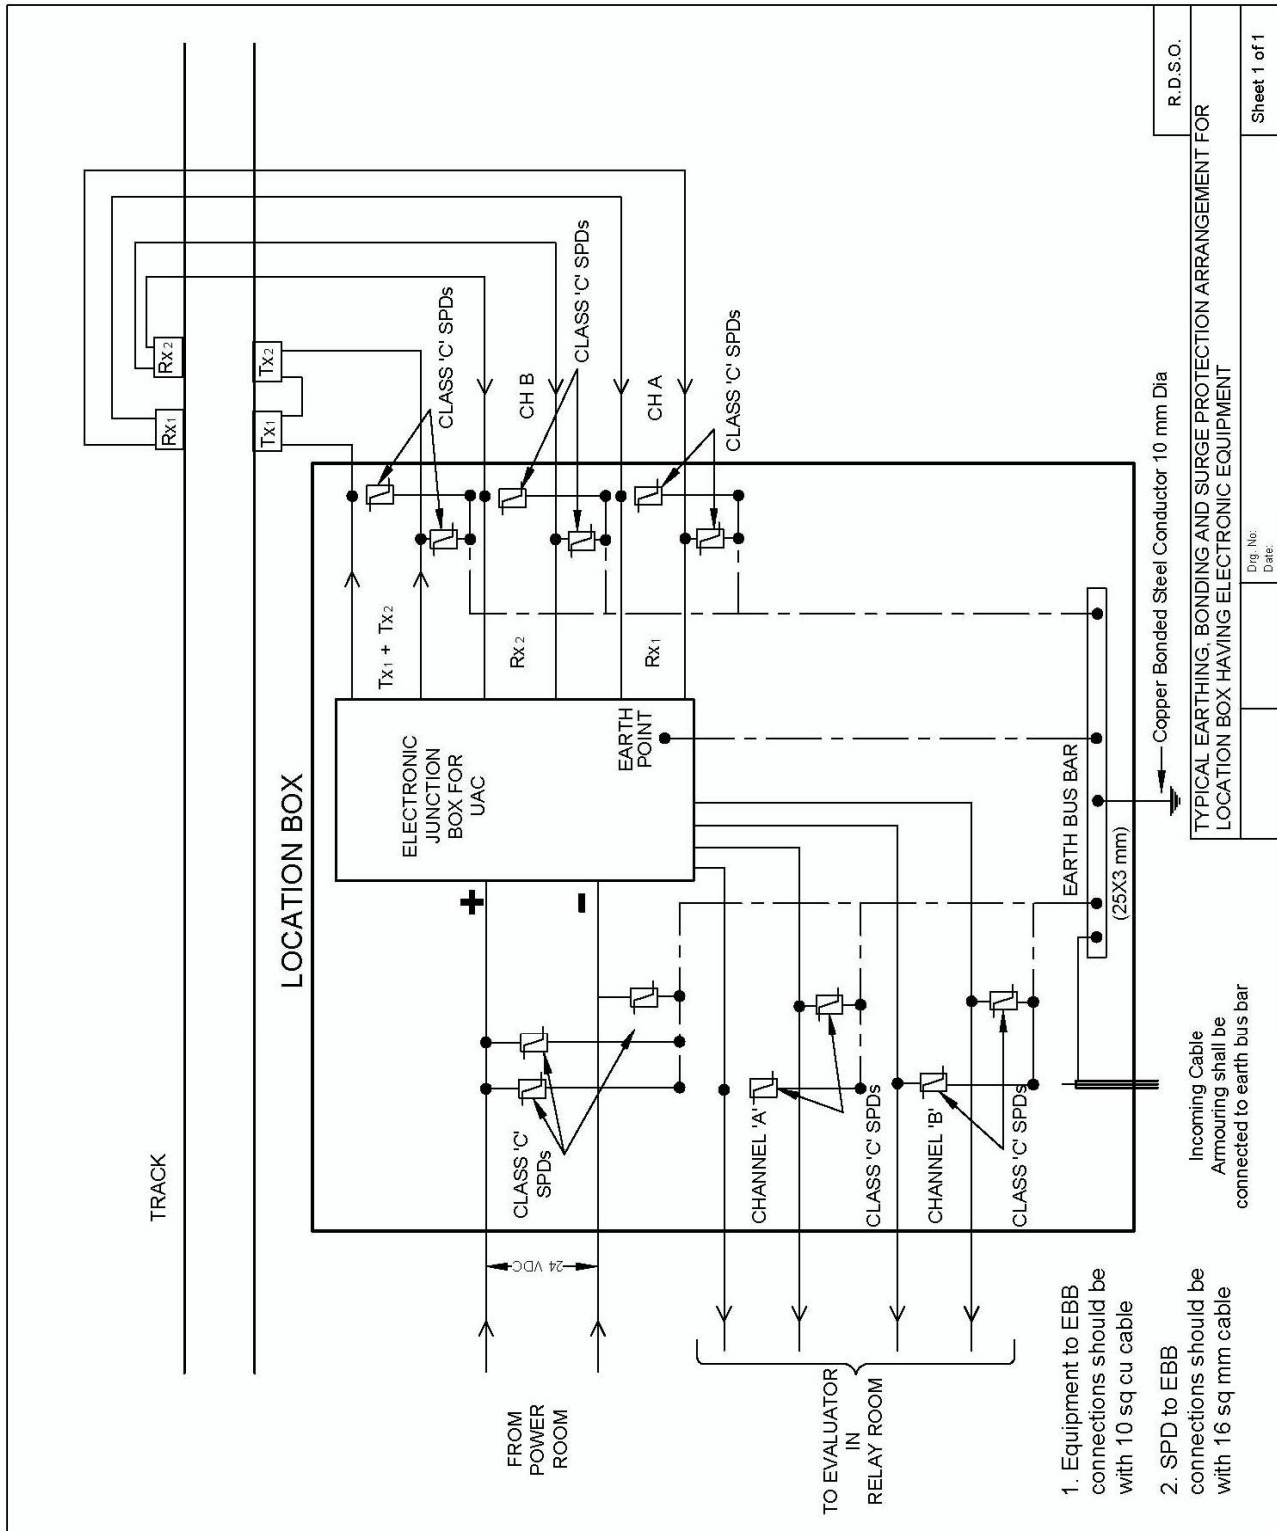 TRACK
Rx1
Rx2
Tx1
Tx2
LOCATION BOX
CLASS 'C' SPDs
CLASS 'C' SPDs
CLASS 'C' SPDs
CH B
CH A
Tx1 + Tx2
Rx2
Rx1
ELECTRONIC
JUNCTION
BOX FOR
UAC
EARTH
POINT
+
-
FROM
POWER
ROOM
24 VDC
CLASS 'C'
SPDs
TO EVALUATOR
IN
RELAY ROOM
CHANNEL 'A'
CLASS 'C' SPDs
CHANNEL 'B'
CLASS 'C' SPDs
EARTH BUS BAR
(25X3 mm)
Copper Bonded Steel Conductor 10 mm Dia
Incoming Cable
Armouring shall be
connected to earth bus bar
1. Equipment to EBB
connections should be
with 10 sq cu cable
2. SPD to EBB
connections should be
with 16 sq mm cable
R.D.S.O.
TYPICAL EARTHING, BONDING AND SURGE PROTECTION ARRANGEMENT FOR
LOCATION BOX HAVING ELECTRONIC EQUIPMENT
Drg. No:
Date:
Sheet 1 of 1